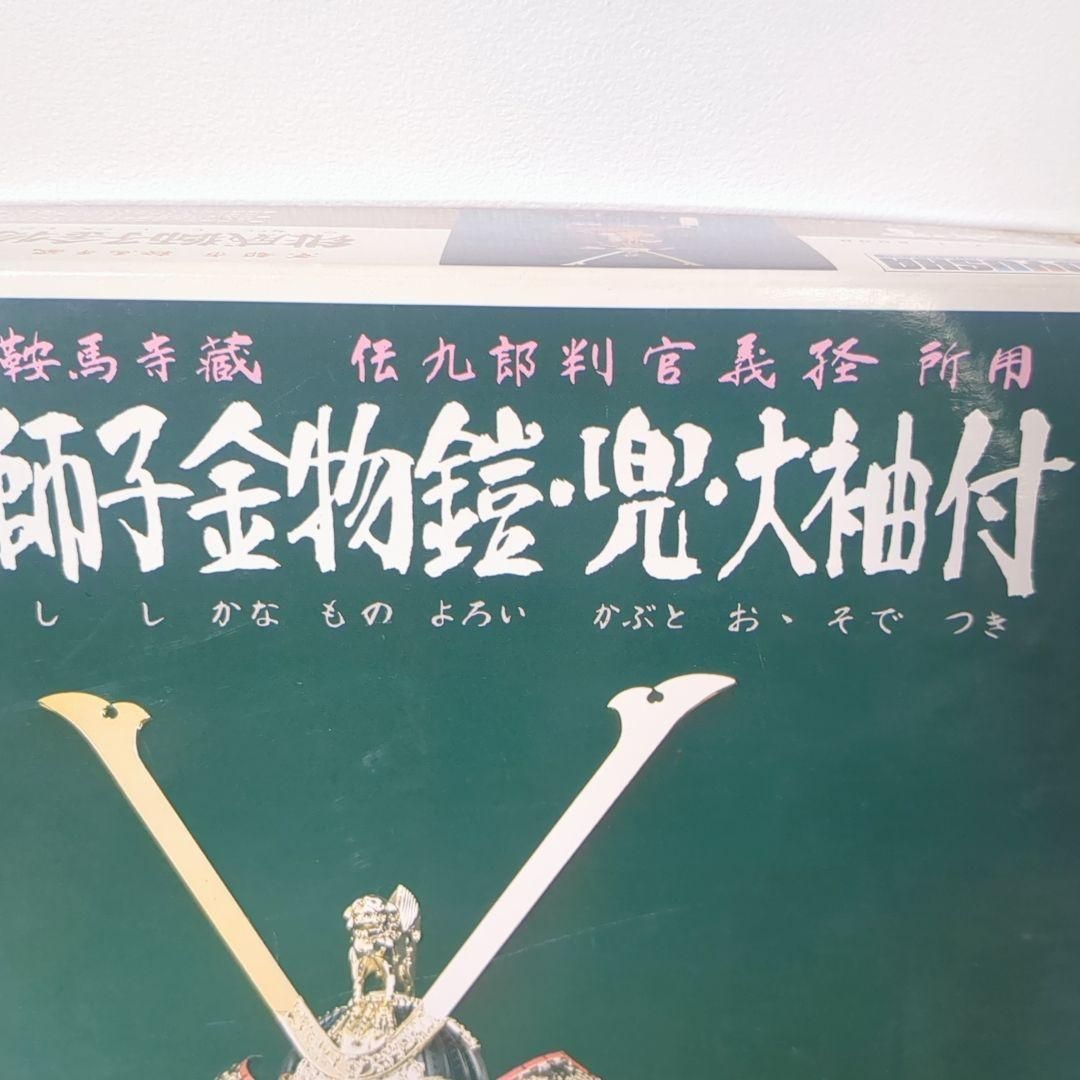 鞍馬寺蔵 伝九郎判官義経所用
獅子金物鎧・兜・大袖付
し し かな もの よろい かぶと おゝ そで つき